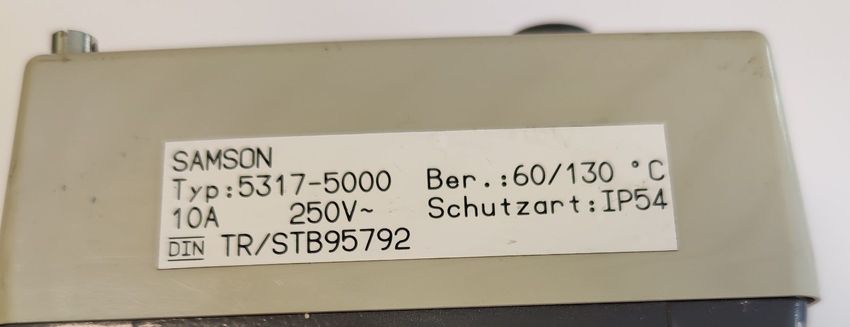 SAMSON
Typ:5317-5000 Ber.:60/130 °C
10A 250V~ Schutzart:IP54
DIN TR/STB95792